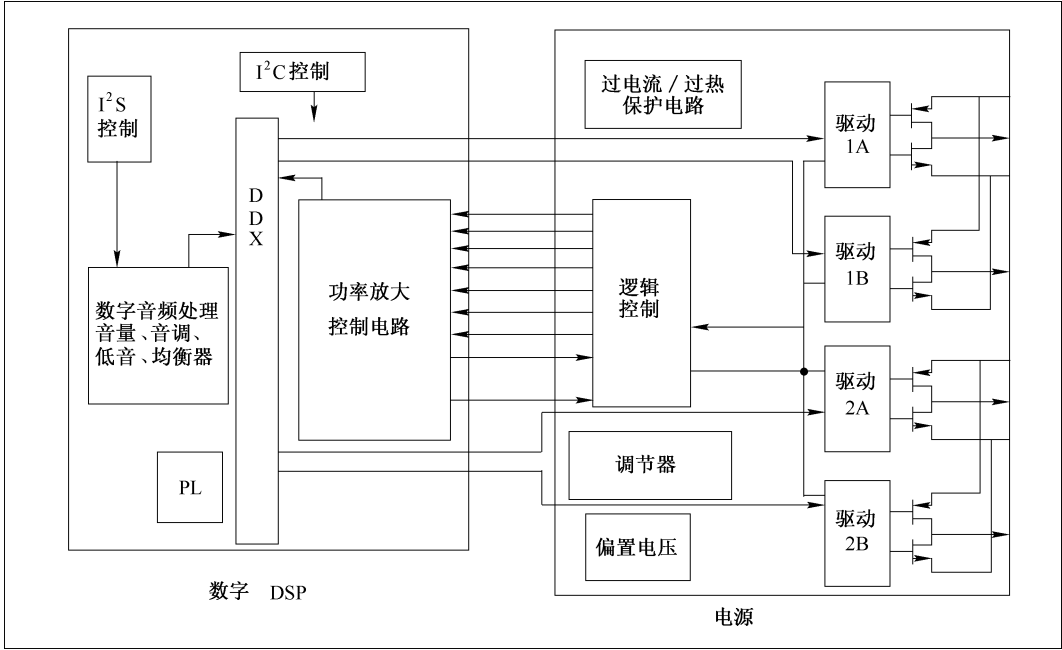 I²C 控制
I²S
控制
D
D
X
数字音频处理
音量、音调、
低音、均衡器
PL
功率放大
控制电路
数字 DSP
过电流 / 过热
保护电路
逻辑
控制
调节器
偏置电压
驱动
1A
驱动
1B
驱动
2A
驱动
2B
电源